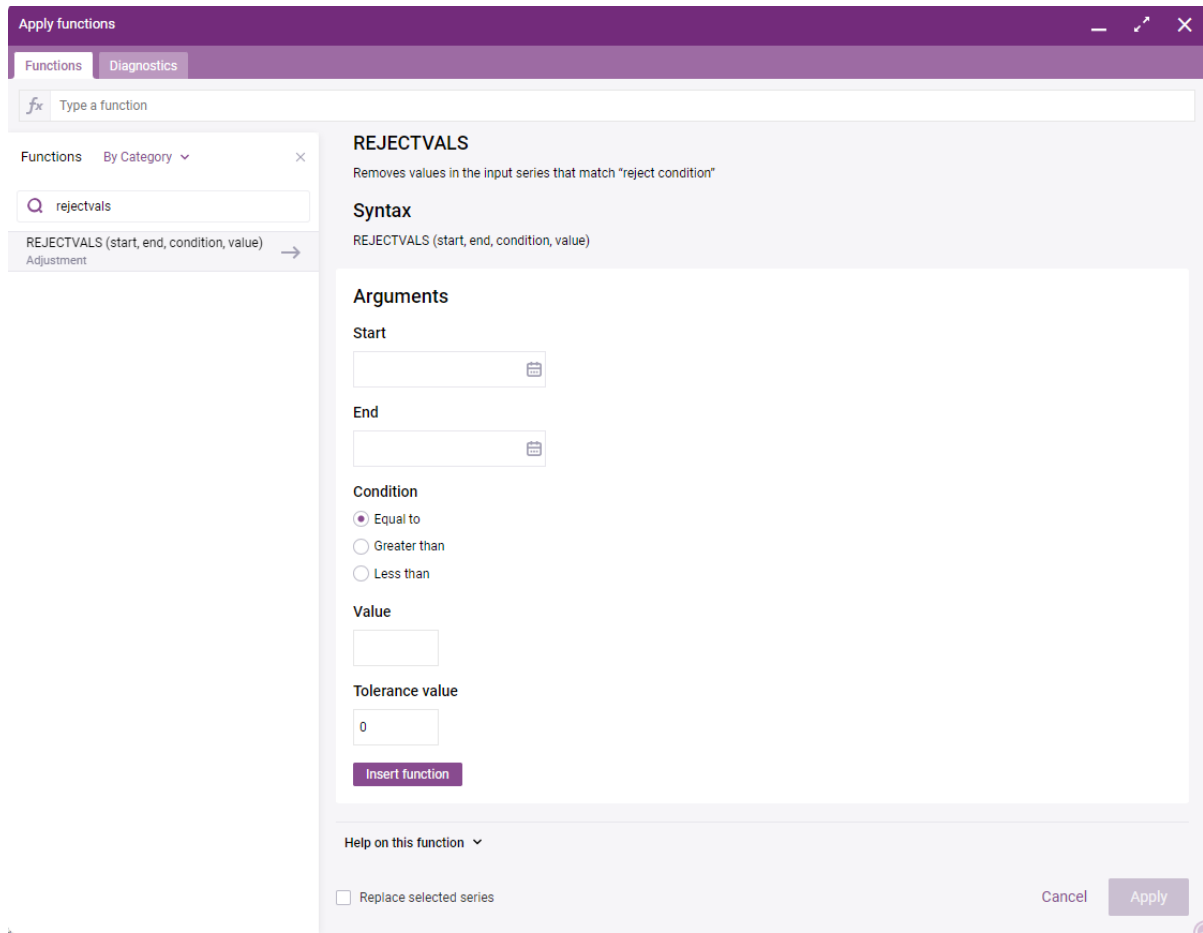 Apply functions
Functions Diagnostics
fx Type a function
Functions By Category
rejectvals
REJECTVALS (start, end, condition, value)
Adjustment
REJECTVALS
Removes values in the input series that match “reject condition”
Syntax
REJECTVALS (start, end, condition, value)
Arguments
Start
End
Condition
Equal to
Greater than
Less than
Value
Tolerance value
0
Insert function
Help on this function
Replace selected series
Cancel Apply